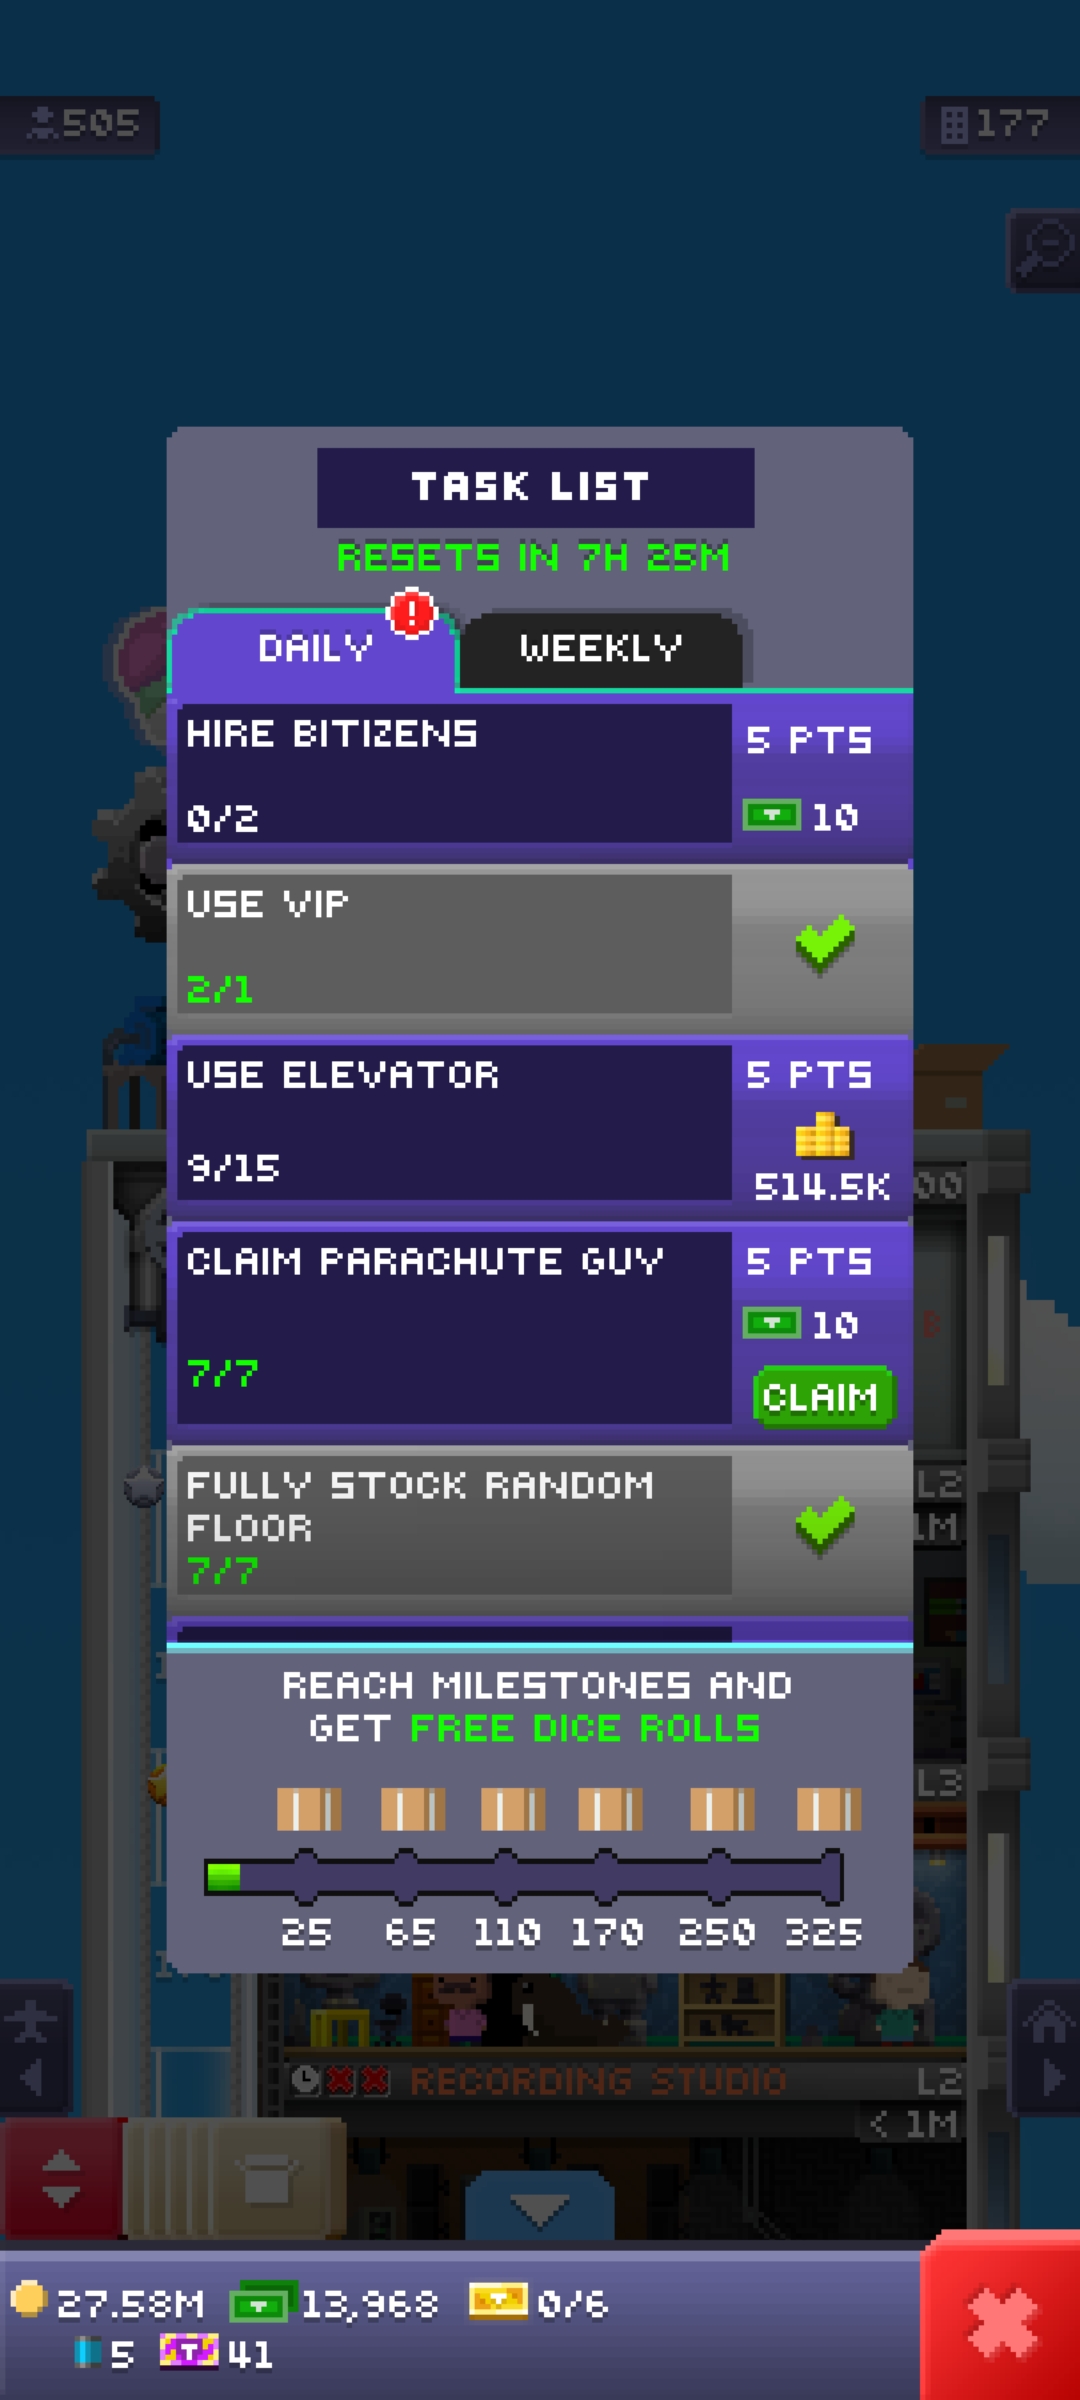 505
177
TASK LIST
RESETS IN 7H 25M
DAILY
WEEKLY
HIRE BITIZENS
5 PTS
0/2
10
USE VIP
2/1
USE ELEVATOR
5 PTS
9/15
514.5K
CLAIM PARACHUTE GUY
5 PTS
10
7/7
CLAIM
FULLY STOCK RANDOM
FLOOR
7/7
L2
1M
REACH MILESTONES AND
GET FREE DICE ROLLS
L3
25 65 110 170 250 325
RECORDING STUDIO
L2
< 1M
27.58M 13,968 0/6
5 41